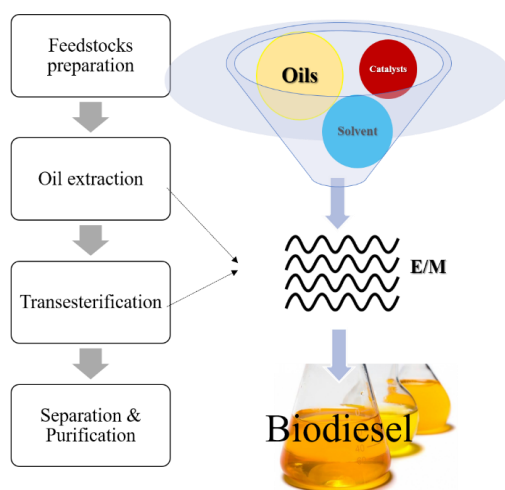 Feedstocks
preparation
Oil extraction
Transesterification
Separation &
Purification
Oils
Catalysts
Solvent
E/M
Biodiesel